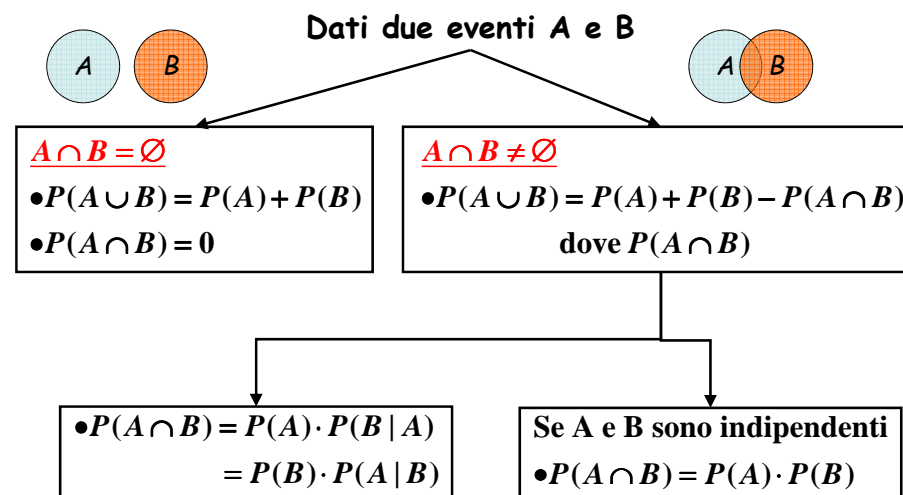 Dati due eventi A e B
A B
A B
A ∩ B = ∅
•P(A ∪ B) = P(A) + P(B)
•P(A ∩ B) = 0
A ∩ B ≠ ∅
•P(A ∪ B) = P(A) + P(B) − P(A ∩ B)
dove P(A ∩ B)
•P(A ∩ B) = P(A) · P(B | A)
= P(B) · P(A | B)
Se A e B sono indipendenti
•P(A ∩ B) = P(A) · P(B)